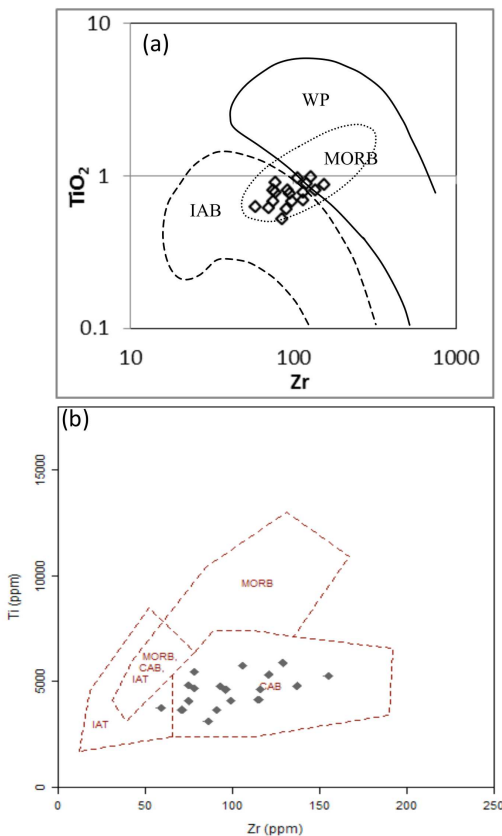 10
(a)
WP
MORB
TiO2
1
IAB
0.1
10
100
1000
Zr
(b)
15000
10000
MORB
Ti (ppm)
MORB,
CAB,
IAT
5000
CAB
IAT
0
0
50
100
150
200
Zr (ppm)